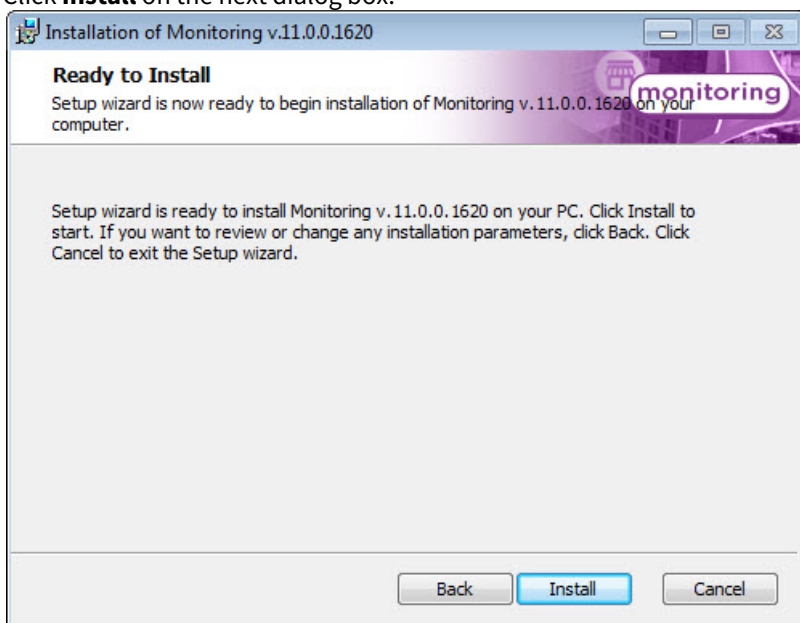 Click Install on the next dialog box.
Installation of Monitoring v.11.0.0.1620
Ready to Install
Setup wizard is now ready to begin installation of Monitoring v.11.0.0.1620 on your
computer.
monitoring
Setup wizard is ready to install Monitoring v.11.0.0.1620 on your PC. Click Install to
start. If you want to review or change any installation parameters, click Back. Click
Cancel to exit the Setup wizard.
Back
Install
Cancel